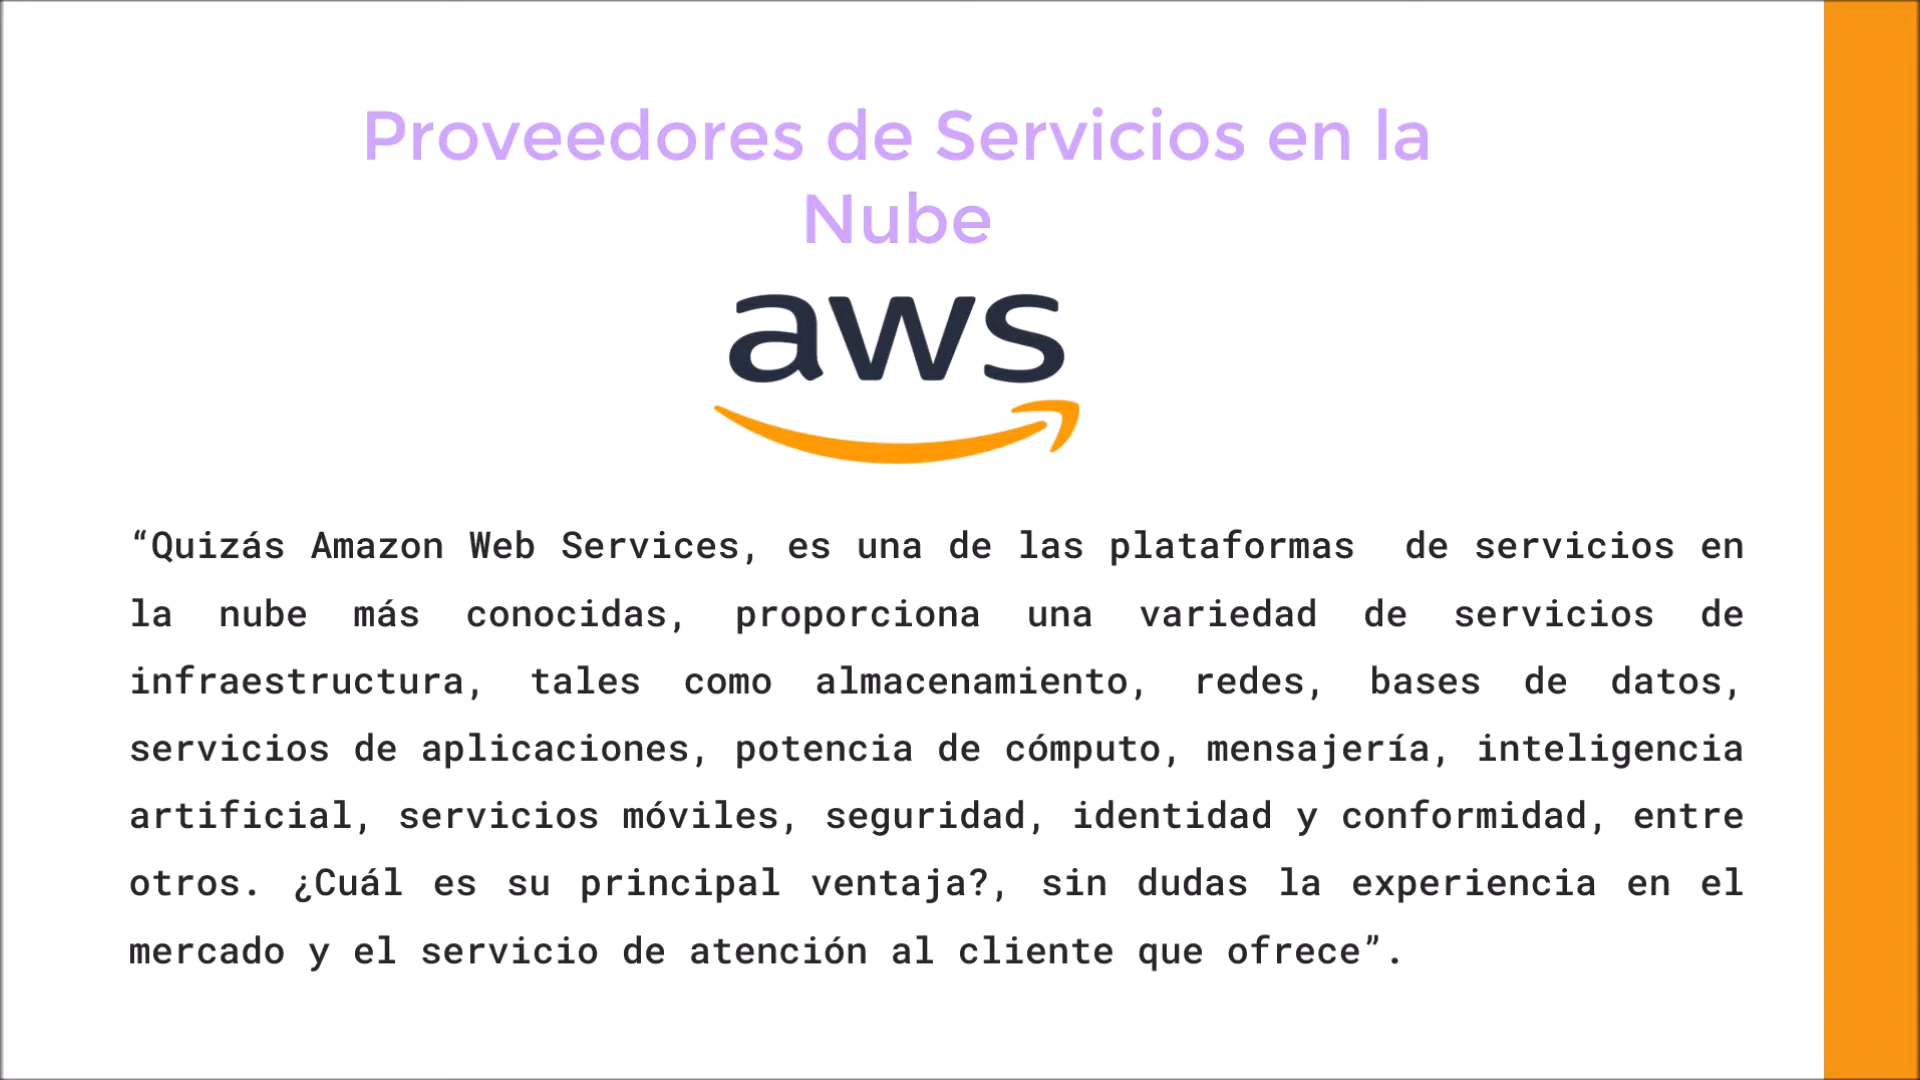 Proveedores de Servicios en la
Nube
aws
“Quizás Amazon Web Services, es una de las plataformas  de servicios en
la nube más conocidas, proporciona una variedad de servicios de
infraestructura, tales como almacenamiento, redes, bases de datos,
servicios de aplicaciones, potencia de cómputo, mensajería, inteligencia
artificial, servicios móviles, seguridad, identidad y conformidad, entre
otros. ¿Cuál es su principal ventaja?, sin dudas la experiencia en el
mercado y el servicio de atención al cliente que ofrece”.